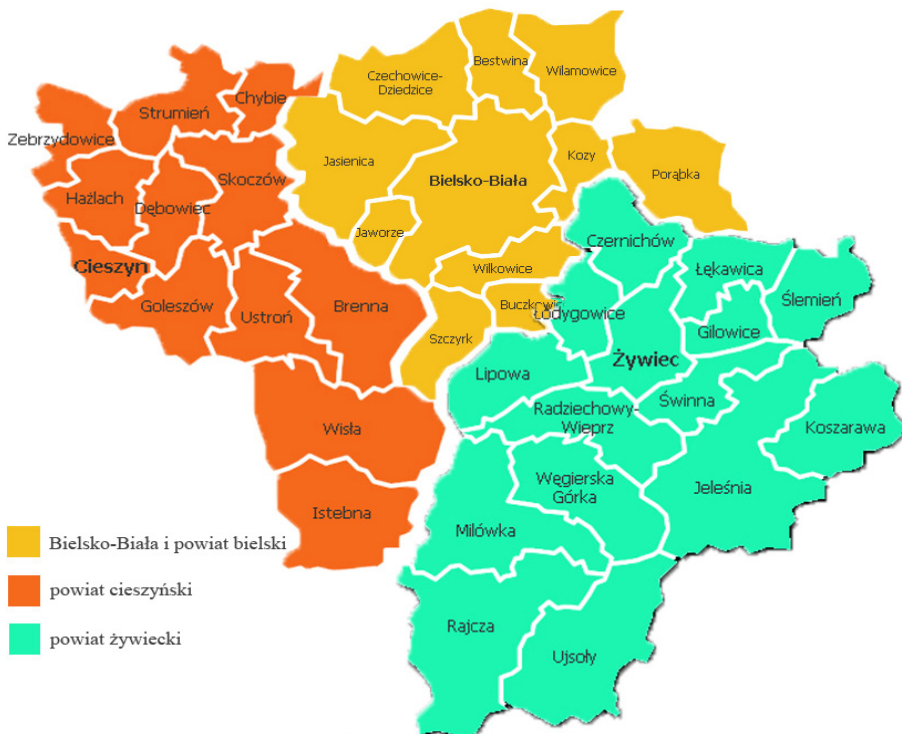 Bestwina
Czechowice-
Dziedzice
Wilamowice
Chybie
Strumień
Zebrzydowice
Jasienica
Kozy
Skoczów
Porąbka
Bielsko-Biała
Hażlach
Dębowiec
Jaworze
Czernichów
Cieszyn
Wilkowice
Łękawica
Ślemień
Goleszów
Ustroń
Brenna
Buczkowi
Łodygowice
Gilowice
Szczyrk
Żywiec
Lipowa
Świnna
Radziechowy-
Wieprz
Wisła
Koszarawa
Węgierska
Górka
Jeleśnia
Istebna
Milówka
Bielsko-Biała i powiat bielski
powiat cieszyński
powiat żywiecki
Rajcza
Ujsoły